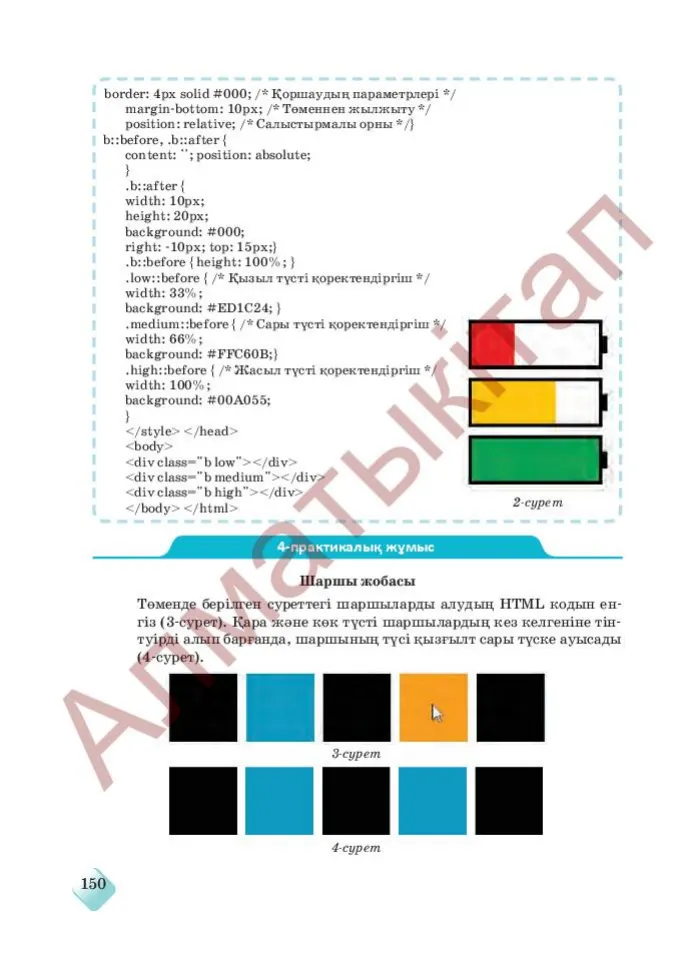 border: 4px solid #000; /* Қоршаудың параметрлері */
margin-bottom: 10px; /* Төменнен жылжыту */
position: relative; /* Салыстырмалы орны */}
b::before, .b::after {
content: ""; position: absolute;
}
.b::after {
width: 10px;
height: 20px;
background: #000;
right: -10px; top: 15px;}
.b::before { height: 100%; }
.low::before { /* Қызыл түсті қоректендіргіш */
width: 33%;
background: #ED1C24; }
.medium::before { /* Сары түсті қоректендіргіш */
width: 66%;
background: #FFC60B;}
.high::before { /* Жасыл түсті қоректендіргіш */
width: 100%;
background: #00A055;
}
</style> </head>
<body>
<div class="b low"></div>
<div class="b medium"></div>
<div class="b high"></div>
</body> </html>
2-сурет
4-практикалық жұмыс
Шаршы жобасы
Төменде берілген суреттегі шаршыларды алудың HTML кодын ен-
гіз (3-сурет). Қара және көк түсті шаршылардың кез келгеніне тін-
туірді алып барғанда, шаршының түсі қызғылт сары түске ауысады
(4-сурет).
3-сурет
4-сурет
150
Алматыкітап